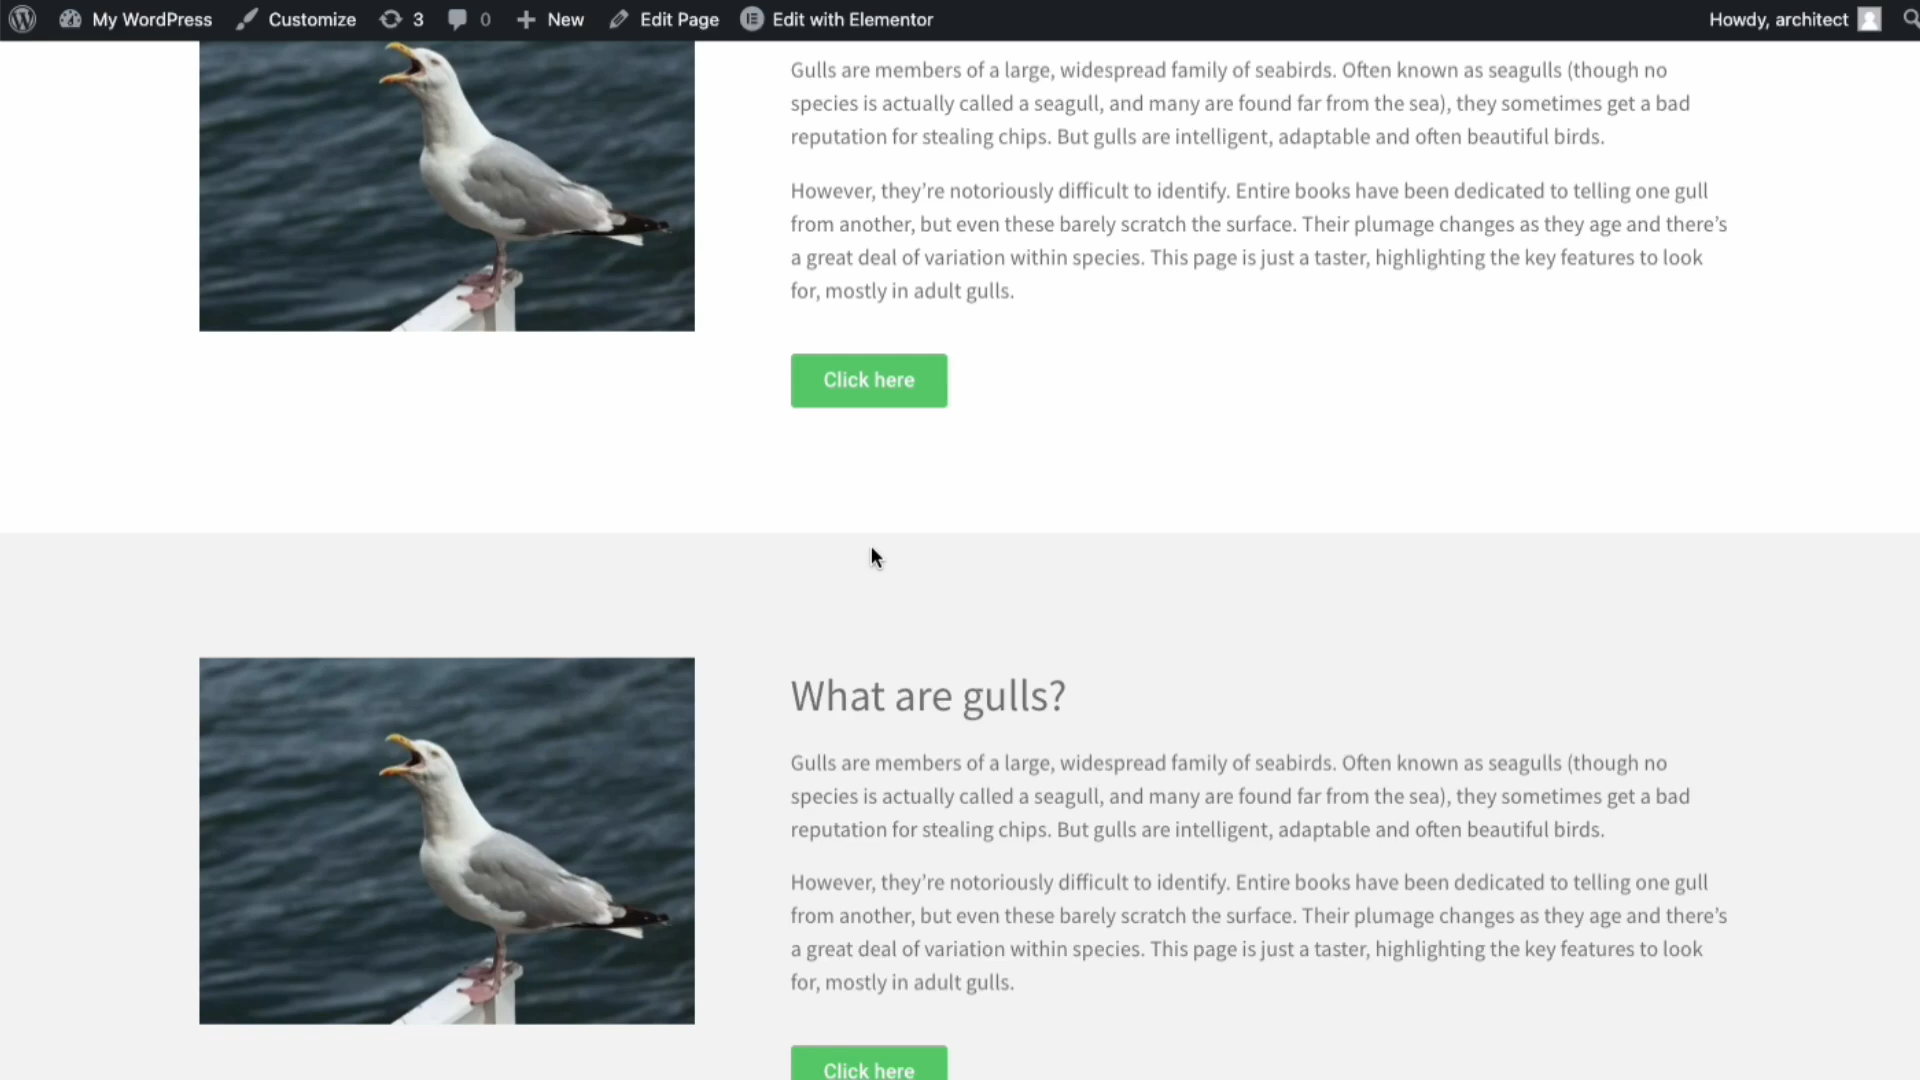 My WordPress Customize 3 0 New Edit Page Edit with Elementor Howdy, architect
Gulls are members of a large, widespread family of seabirds. Often known as seagulls (though no
species is actually called a seagull, and many are found far from the sea), they sometimes get a bad
reputation for stealing chips. But gulls are intelligent, adaptable and often beautiful birds.
However, they’re notoriously difficult to identify. Entire books have been dedicated to telling one gull
from another, but even these barely scratch the surface. Their plumage changes as they age and there’s
a great deal of variation within species. This page is just a taster, highlighting the key features to look
for, mostly in adult gulls.
Click here
What are gulls?
Gulls are members of a large, widespread family of seabirds. Often known as seagulls (though no
species is actually called a seagull, and many are found far from the sea), they sometimes get a bad
reputation for stealing chips. But gulls are intelligent, adaptable and often beautiful birds.
However, they’re notoriously difficult to identify. Entire books have been dedicated to telling one gull
from another, but even these barely scratch the surface. Their plumage changes as they age and there’s
a great deal of variation within species. This page is just a taster, highlighting the key features to look
for, mostly in adult gulls.
Click here